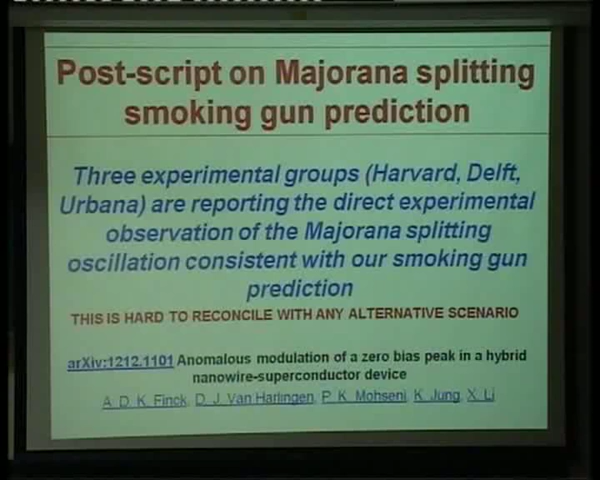 Post-script on Majorana splitting
smoking gun prediction
Three experimental groups (Harvard, Delft,
Urbana) are reporting the direct experimental
observation of the Majorana splitting
oscillation consistent with our smoking gun
prediction
THIS IS HARD TO RECONCILE WITH ANY ALTERNATIVE SCENARIO
arXiv:1212.1101 Anomalous modulation of a zero bias peak in a hybrid
nanowire-superconductor device
A. D. K. Finck, D. J. Van Harlingen, P. K. Mohseni, K. Jung, X. Li